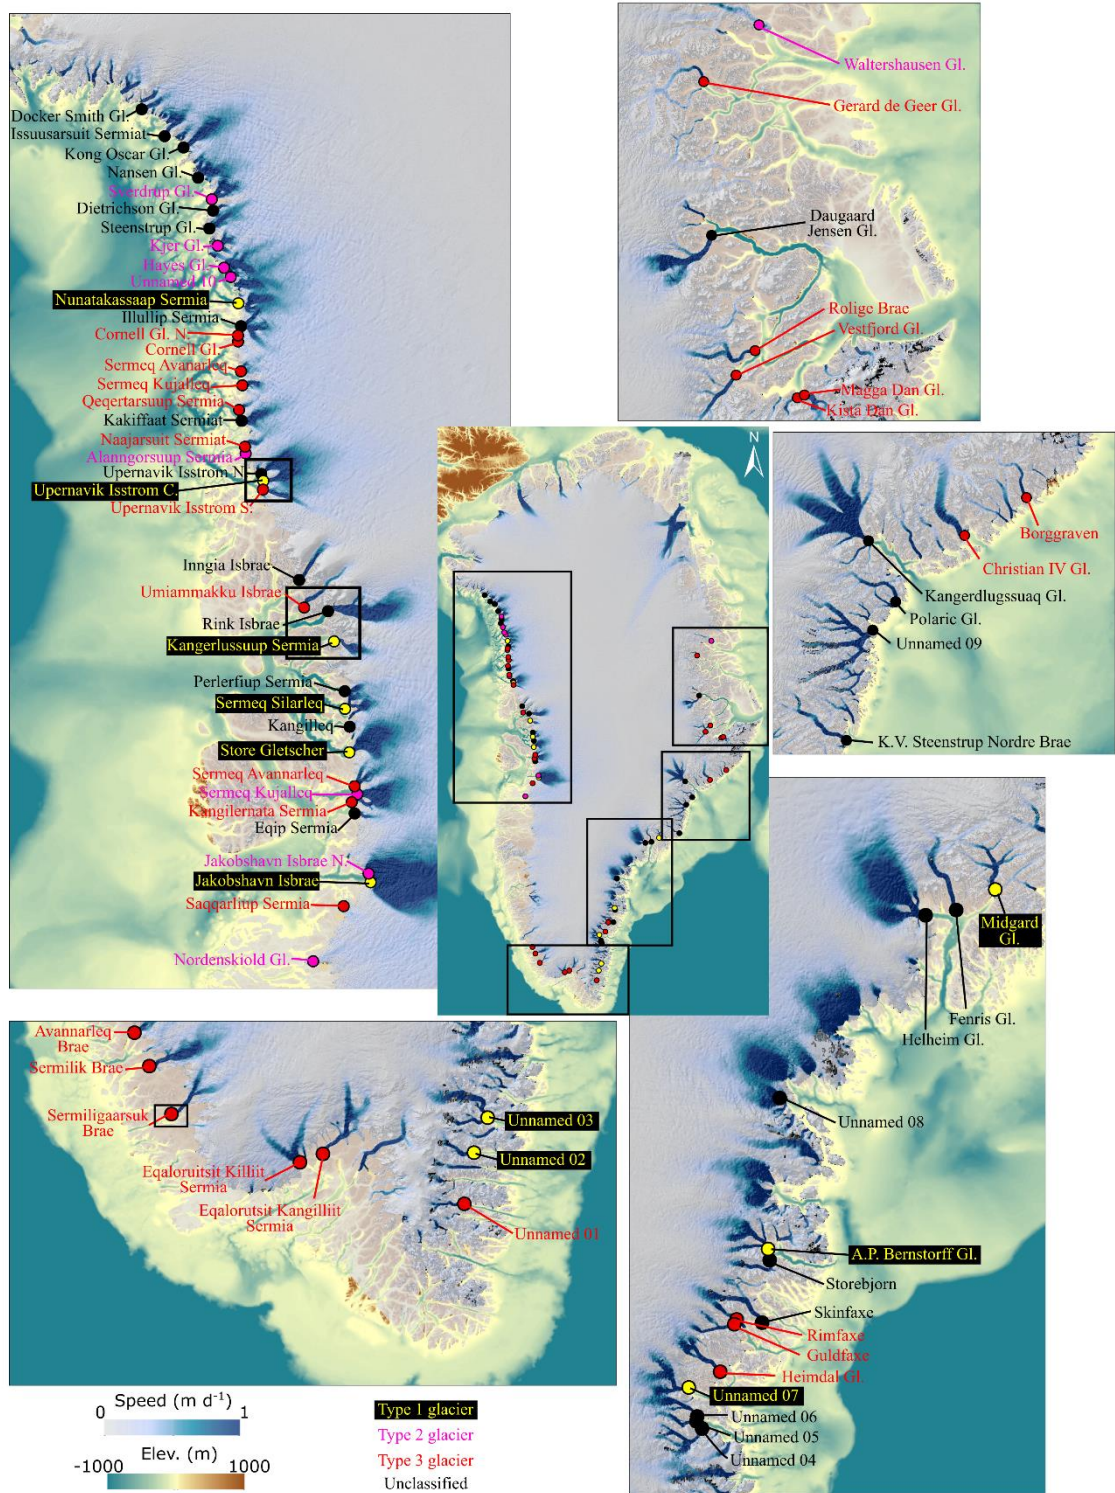 Docker Smith Gl.
Issuusarsuit Sermiat
Kong Oscar Gl.
Nansen Gl.
Sverdrup Gl.
Dietrichson Gl.
Steenstrup Gl.
Kjer Gl.
Hayes Gl.
Unnamed 10
Nunatakassaap Sermia
Illullip Sermia
Cornell Gl. N.
Cornell Gl.
Sermeq Avanarleq
Sermeq Kujalleq
Qeqertarsuup Sermia
Kakiffaat Sermiat
Naajarsuit Sermiat
Alanngorsuup Sermia
Upernavik Isstrom N.
Upernavik Isstrom C.
Upernavik Isstrom S.
Inngia Isbrae
Umiammakku Isbrae
Rink Isbrae
Kangerlussuup Sermia
Perlerfiup Sermia
Sermeq Silarleq
Kangilleq
Store Gletscher
Sermeq Avannarleq
Sermeq Kujalleq
Kangilernata Sermia
Eqip Sermia
Jakobshavn Isbrae N.
Jakobshavn Isbrae
Saqqarliup Sermia
Nordenskiold Gl.
Waltershausen Gl.
Gerard de Geer Gl.
Daugaard
Jensen Gl.
Rolige Brae
Vestfjord Gl.
Magga Dan Gl.
Kista Dan Gl.
N
Borggraven
Christian IV Gl.
Kangerdlugssuaq Gl.
Polaric Gl.
Unnamed 09
K.V. Steenstrup Nordre Brae
Midgard
Gl.
Fenris Gl.
Helheim Gl.
Unnamed 08
A.P. Bernstorff Gl.
Storebjorn
Skinfaxe
Rimfaxe
Guldfaxe
Heimdal Gl.
Unnamed 07
Unnamed 06
Unnamed 05
Unnamed 04
Avannarleq
Brae
Sermilik Brae
Sermiligaarsuk
Brae
Eqaloruitsit Killiit
Sermia
Eqalorutsit Kangilliit
Sermia
Unnamed 03
Unnamed 02
Unnamed 01
Speed (m d⁻¹)
0 1
Elev. (m)
-1000 1000
Type 1 glacier
Type 2 glacier
Type 3 glacier
Unclassified